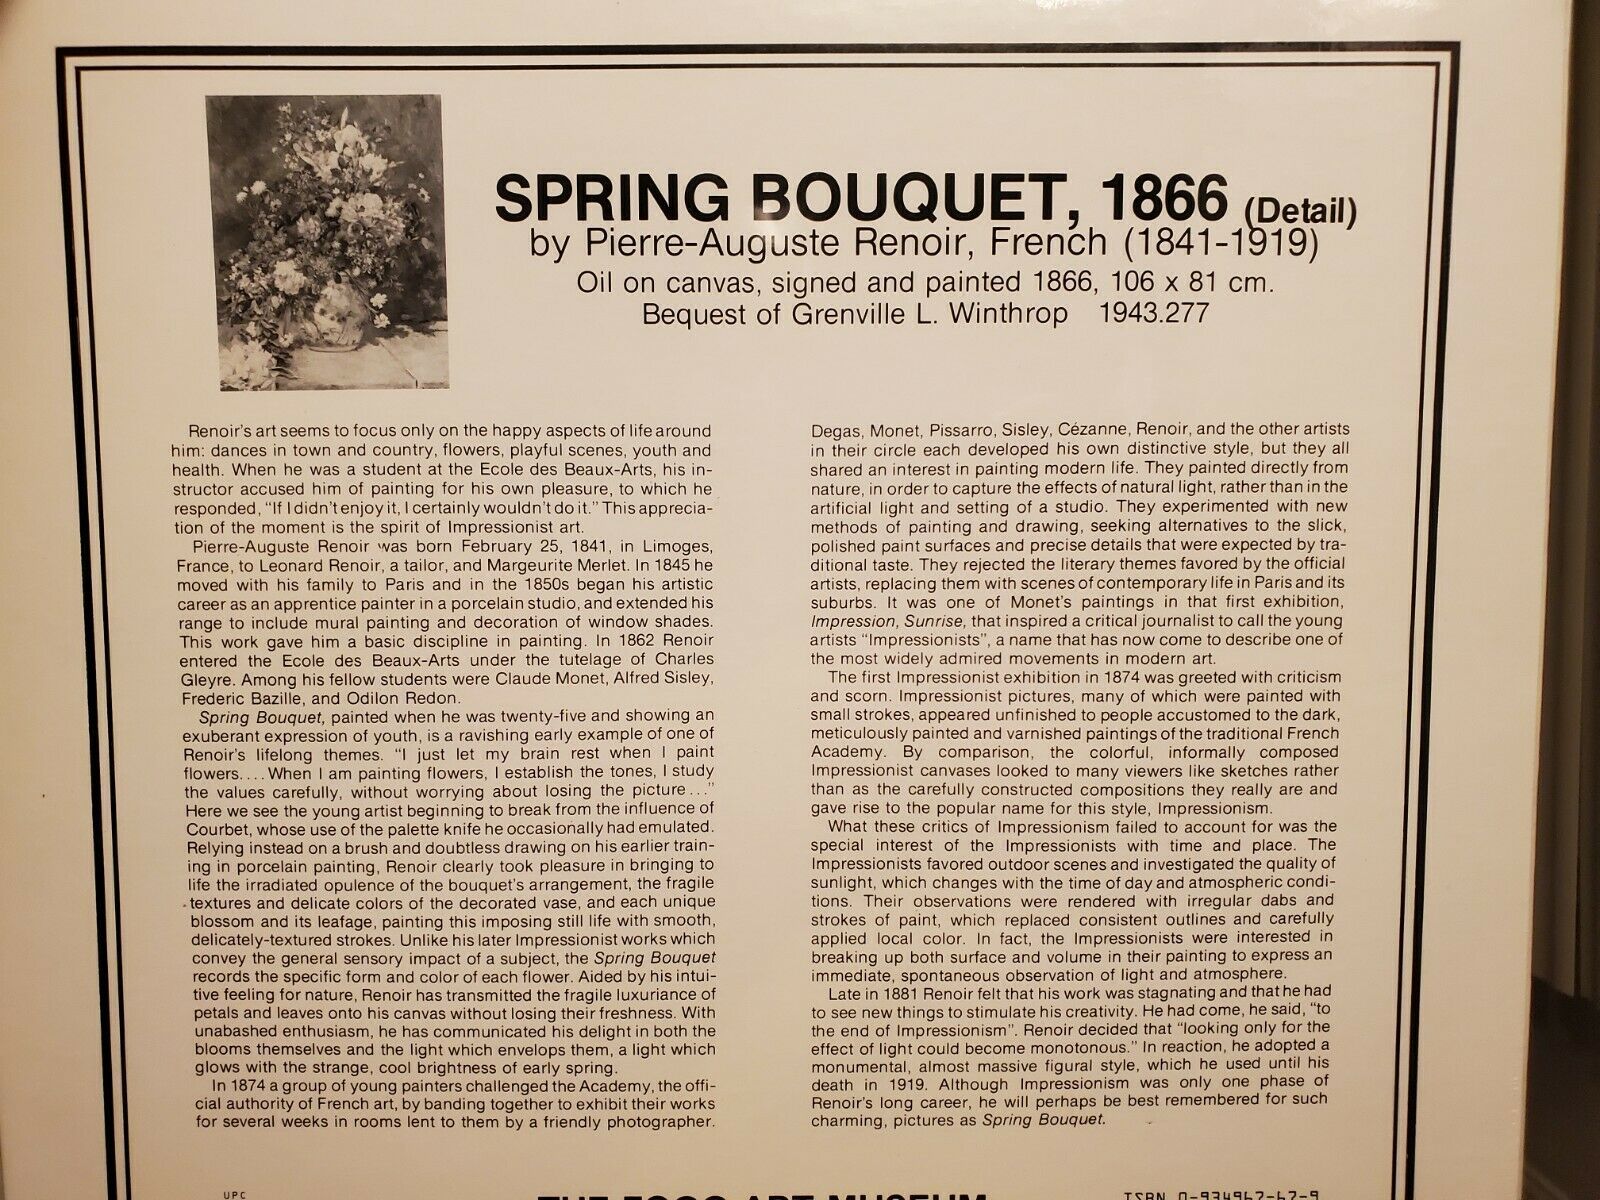 SPRING BOUQUET, 1866 (Detail)
by Pierre-Auguste Renoir, French (1841-1919)
Oil on canvas, signed and painted 1866, 106 x 81 cm.
Bequest of Grenville L. Winthrop 1943.277
Renoir's art seems to focus only on the happy aspects of life around
him: dances in town and country, flowers, playful scenes, youth and
health. When he was a student at the Ecole des Beaux-Arts, his in-
structor accused him of painting for his own pleasure, to which he
responded, "If I didn't enjoy it, I certainly wouldn't do it." This apprecia-
tion of the moment is the spirit of Impressionist art.
Pierre-Auguste Renoir was born February 25, 1841, in Limoges,
France, to Leonard Renoir, a tailor, and Margeurite Merlet. In 1845 he
moved with his family to Paris and in the 1850s began his artistic
career as an apprentice painter in a porcelain studio, and extended his
range to include mural painting and decoration of window shades.
This work gave him a basic discipline in painting. In 1862 Renoir
entered the Ecole des Beaux-Arts under the tutelage of Charles
Gleyre. Among his fellow students were Claude Monet, Alfred Sisley,
Frederic Bazille, and Odilon Redon.
Spring Bouquet, painted when he was twenty-five and showing an
exuberant expression of youth, is a ravishing early example of one of
Renoir's lifelong themes. "I just let my brain rest when I paint
flowers.... When I am painting flowers, I establish the tones, I study
the values carefully, without worrying about losing the picture..."
Here we see the young artist beginning to break from the influence of
Courbet, whose use of the palette knife he occasionally had emulated.
Relying instead on a brush and doubtless drawing on his earlier train-
ing in porcelain painting, Renoir clearly took pleasure in bringing to
life the irradiated opulence of the bouquet's arrangement, the fragile
textures and delicate colors of the decorated vase, and each unique
blossom and its leafage, painting this imposing still life with smooth,
delicately-textured strokes. Unlike his later Impressionist works which
convey the general sensory impact of a subject, the Spring Bouquet
records the specific form and color of each flower. Aided by his intui-
tive feeling for nature, Renoir has transmitted the fragile luxuriance of
petals and leaves onto his canvas without losing their freshness. With
unabashed enthusiasm, he has communicated his delight in both the
blooms themselves and the light which envelops them, a light which
glows with the strange, cool brightness of early spring.
In 1874 a group of young painters challenged the Academy, the offi-
cial authority of French art, by banding together to exhibit their works
for several weeks in rooms lent to them by a friendly photographer.
Degas, Monet, Pissarro, Sisley, Cézanne, Renoir, and the other artists
in their circle each developed his own distinctive style, but they all
shared an interest in painting modern life. They painted directly from
nature, in order to capture the effects of natural light, rather than in the
artificial light and setting of a studio. They experimented with new
methods of painting and drawing, seeking alternatives to the slick,
polished paint surfaces and precise details that were expected by tra-
ditional taste. They rejected the literary themes favored by the official
artists, replacing them with scenes of contemporary life in Paris and its
suburbs. It was one of Monet's paintings in that first exhibition,
Impression, Sunrise, that inspired a critical journalist to call the young
artists "Impressionists", a name that has now come to describe one of
the most widely admired movements in modern art.
The first Impressionist exhibition in 1874 was greeted with criticism
and scorn. Impressionist pictures, many of which were painted with
small strokes, appeared unfinished to people accustomed to the dark,
meticulously painted and varnished paintings of the traditional French
Academy. By comparison, the colorful, informally composed
Impressionist canvases looked to many viewers like sketches rather
than as the carefully constructed compositions they really are and
gave rise to the popular name for this style, Impressionism.
What these critics of Impressionism failed to account for was the
special interest of the Impressionists with time and place. The
Impressionists favored outdoor scenes and investigated the quality of
sunlight, which changes with the time of day and atmospheric condi-
tions. Their observations were rendered with irregular dabs and
strokes of paint, which replaced consistent outlines and carefully
applied local color. In fact, the Impressionists were interested in
breaking up both surface and volume in their painting to express an
immediate, spontaneous observation of light and atmosphere.
Late in 1881 Renoir felt that his work was stagnating and that he had
to see new things to stimulate his creativity. He had come, he said, "to
the end of Impressionism". Renoir decided that "looking only for the
effect of light could become monotonous." In reaction, he adopted a
monumental, almost massive figural style, which he used until his
death in 1919. Although Impressionism was only one phase of
Renoir's long career, he will perhaps be best remembered for such
charming, pictures as Spring Bouquet.
UPC
THE FOGG ART MUSEUM
ISBN 0-934967-67-9